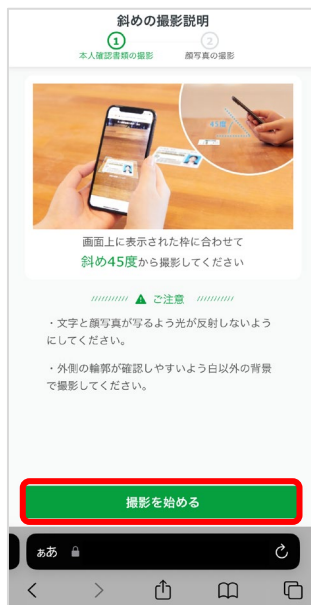 斜めの撮影説明
1
2
本人確認書類の撮影
顔写真の撮影
45度
画面上に表示された枠に合わせて
斜め45度から撮影してください
ご注意
・文字と顔写真が写るよう光が反射しないよう
にしてください。
・外側の輪郭が確認しやすいよう白以外の背景
で撮影してください。
撮影を始める
ああ